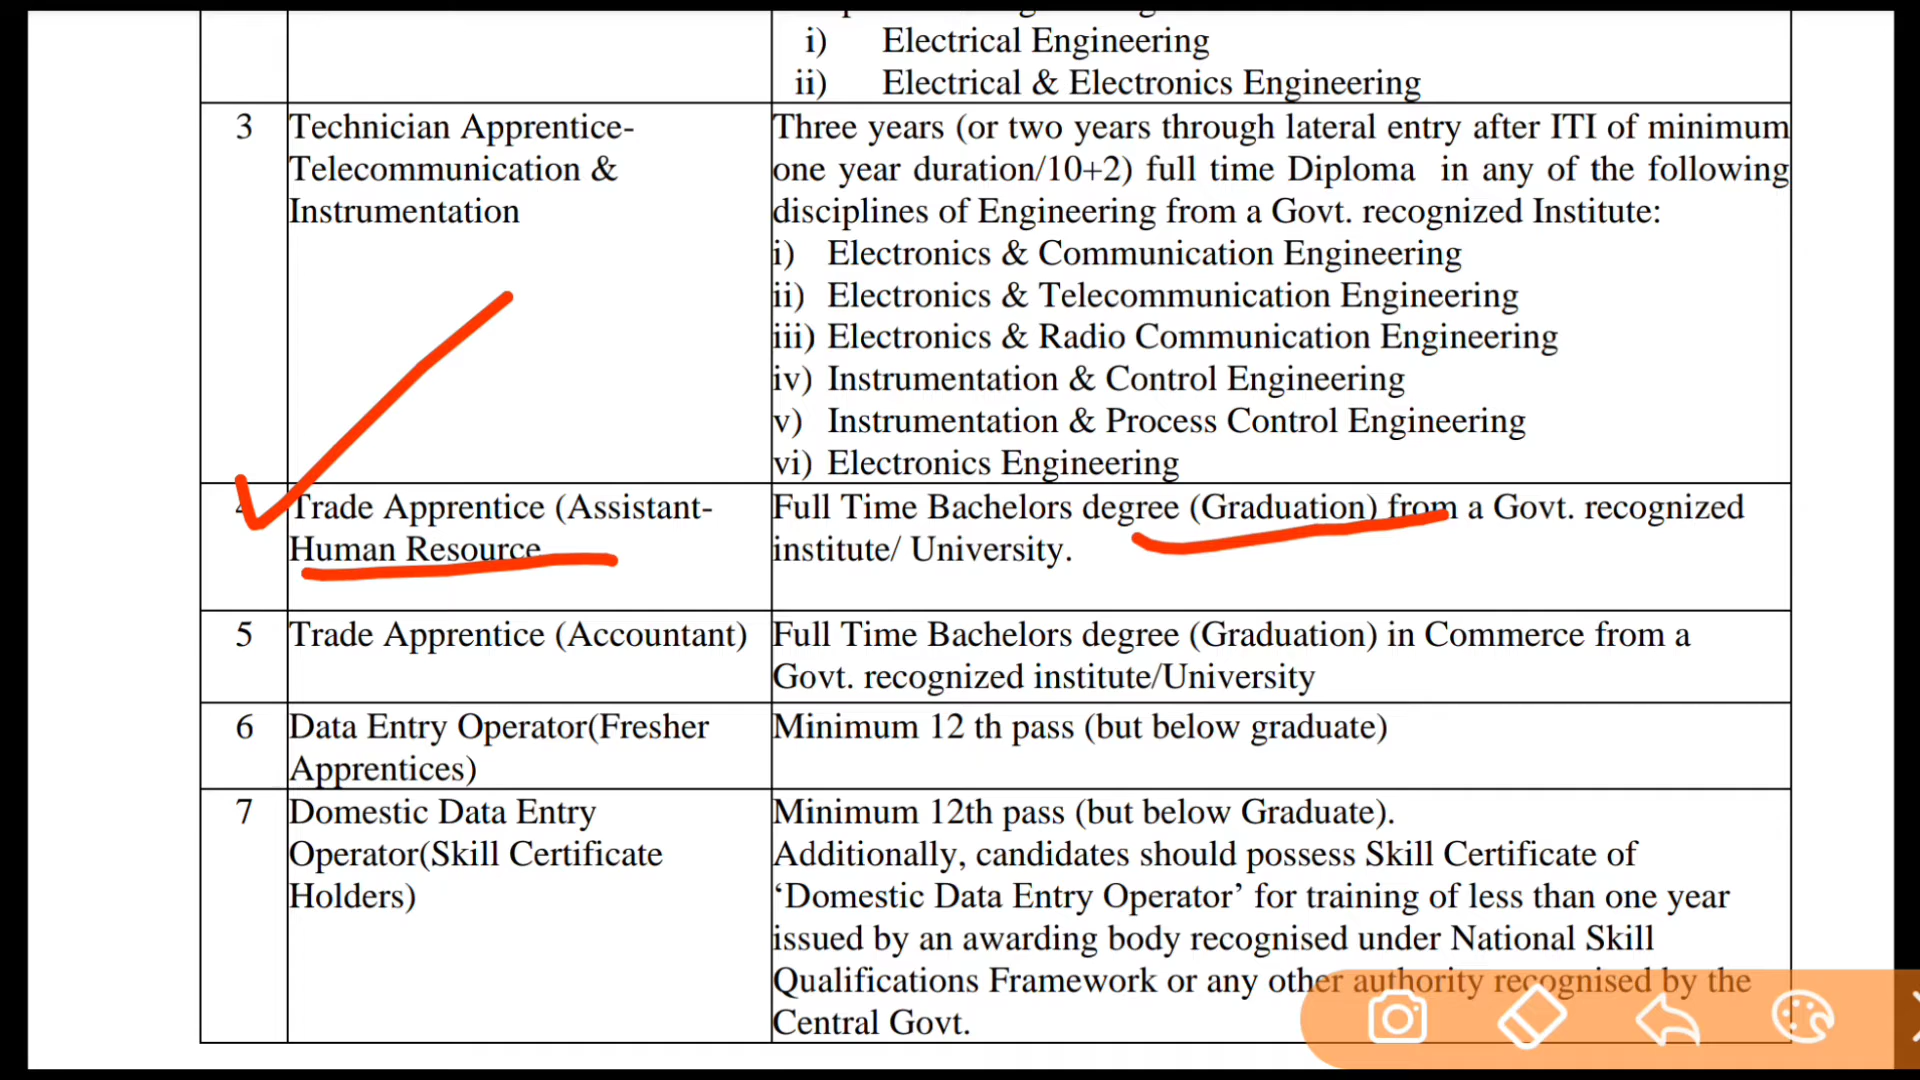 i) Electrical Engineering
ii) Electrical & Electronics Engineering
3 Technician Apprentice-
Telecommunication &
Instrumentation
Three years (or two years through lateral entry after ITI of minimum
one year duration/10+2) full time Diploma in any of the following
disciplines of Engineering from a Govt. recognized Institute:
i) Electronics & Communication Engineering
ii) Electronics & Telecommunication Engineering
iii) Electronics & Radio Communication Engineering
iv) Instrumentation & Control Engineering
v) Instrumentation & Process Control Engineering
vi) Electronics Engineering
4 Trade Apprentice (Assistant-
Human Resource
Full Time Bachelors degree (Graduation) from a Govt. recognized
institute/ University.
5 Trade Apprentice (Accountant)
Full Time Bachelors degree (Graduation) in Commerce from a
Govt. recognized institute/University
6 Data Entry Operator(Fresher
Apprentices)
Minimum 12 th pass (but below graduate)
7 Domestic Data Entry
Operator(Skill Certificate
Holders)
Minimum 12th pass (but below Graduate).
Additionally, candidates should possess Skill Certificate of
‘Domestic Data Entry Operator’ for training of less than one year
issued by an awarding body recognised under National Skill
Qualifications Framework or any other authority recognised by the
Central Govt.